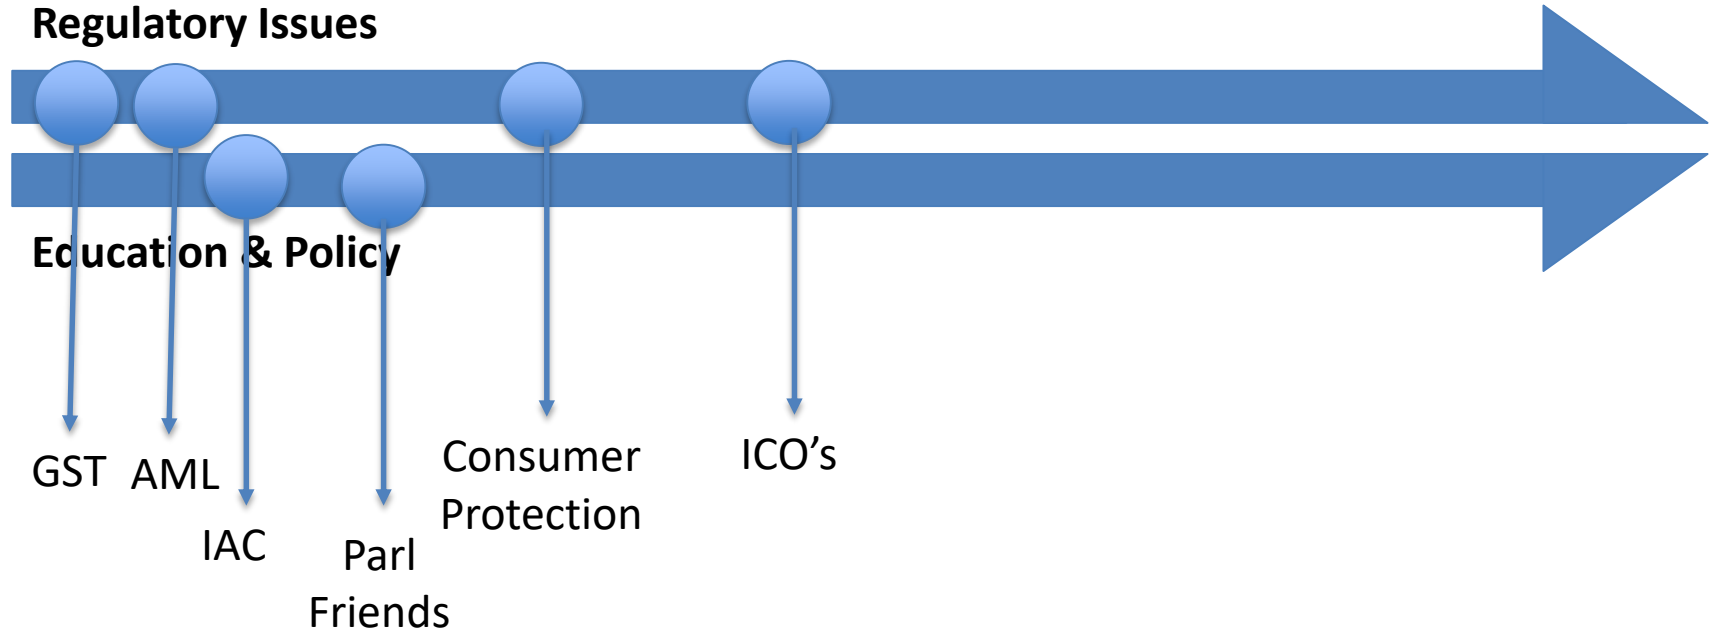 Regulatory Issues
Education & Policy
GST
AML
IAC
Parl
Friends
Consumer
Protection
ICO’s